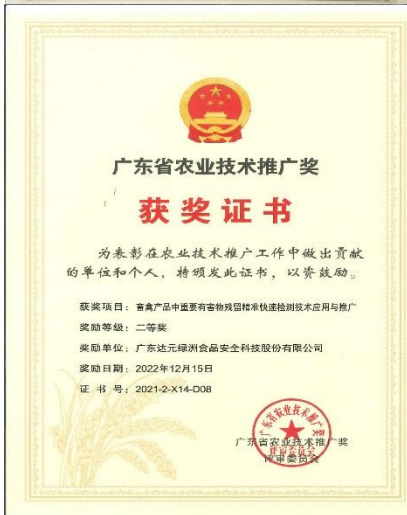 广东省农业技术推广奖
获奖证书
为表彰在农业技术推广工作中做出贡献
的单位和个人,特颁发此证书,以资鼓励。
获奖项目:畜禽产品中重要有害物残留精准快速检测技术应用与推广
奖励等级:二等奖
奖励单位:广东达元绿洲食品安全科技股份有限公司
奖励日期:2022年12月15日
证 书 号:2021-2-X14-D08
广东省农业技术推广奖
评审委员会